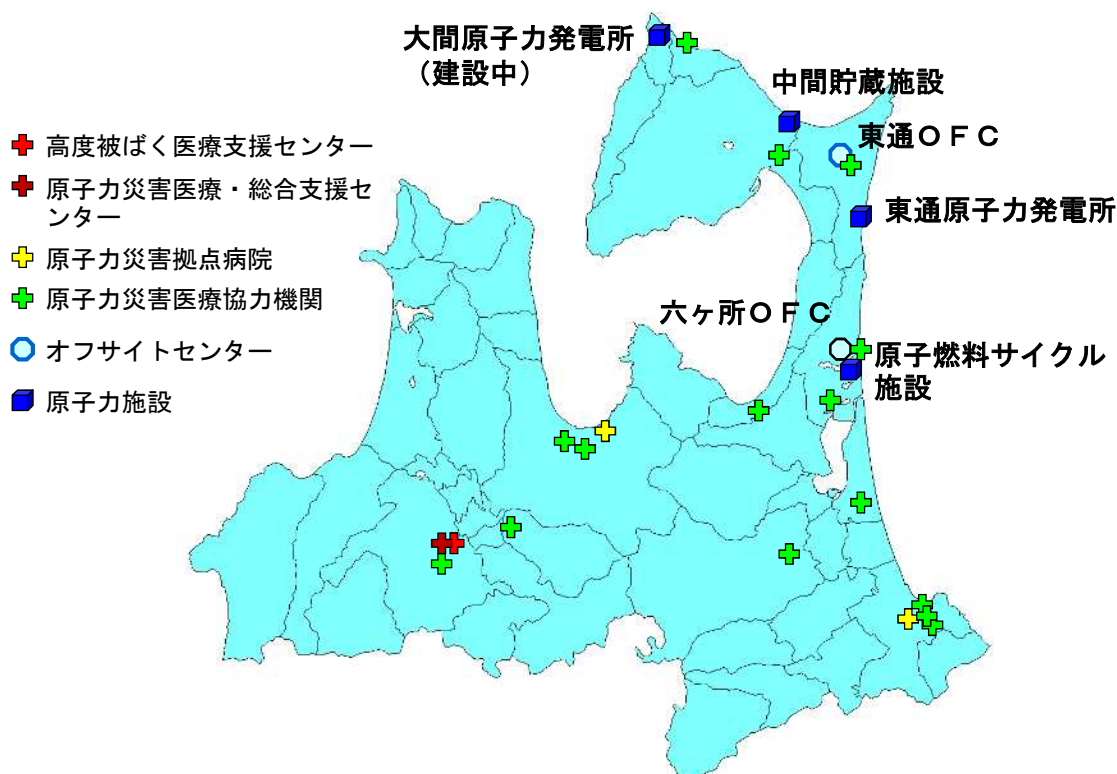 大間原子力発電所
（建設中）
中間貯蔵施設
高度被ばく医療支援センター
東通ＯＦＣ
原子力災害医療・総合支援セ
ンター
東通原子力発電所
原子力災害拠点病院
原子力災害医療協力機関
六ヶ所ＯＦＣ
オフサイトセンター
原子燃料サイクル
施設
原子力施設